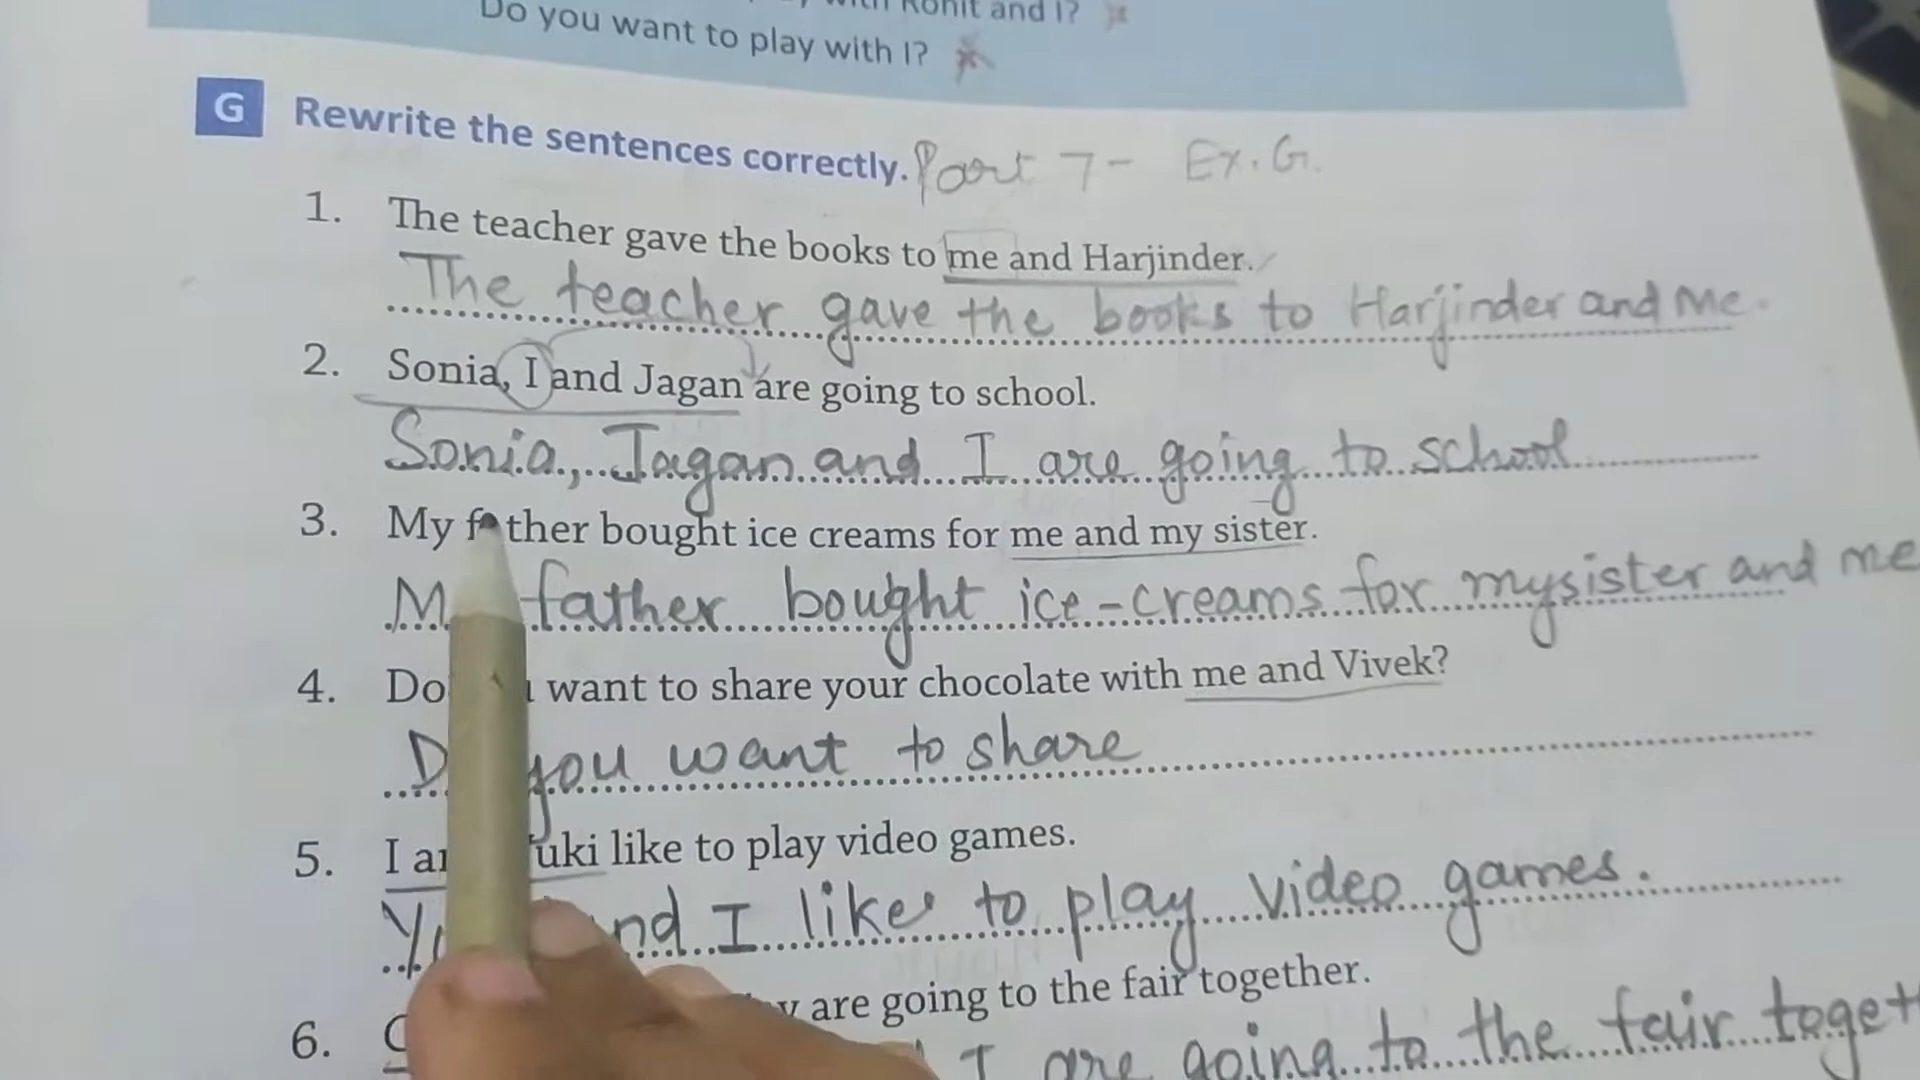 with Rohit and I?
Do you want to play with I?
G Rewrite the sentences correctly. Part 7- Ex. G.
1. The teacher gave the books to me and Harjinder.
The teacher gave the books to Harjinder and me.
2. Sonia, I and Jagan are going to school.
Sonia, Jagan and I are going to school
3. My father bought ice creams for me and my sister.
father bought ice-creams for my sister and me
4. Do want to share your chocolate with me and Vivek?
you want to share
5. I like to play video games.
I like to play video games.
6. are going to the fair together.
I are going to the fair